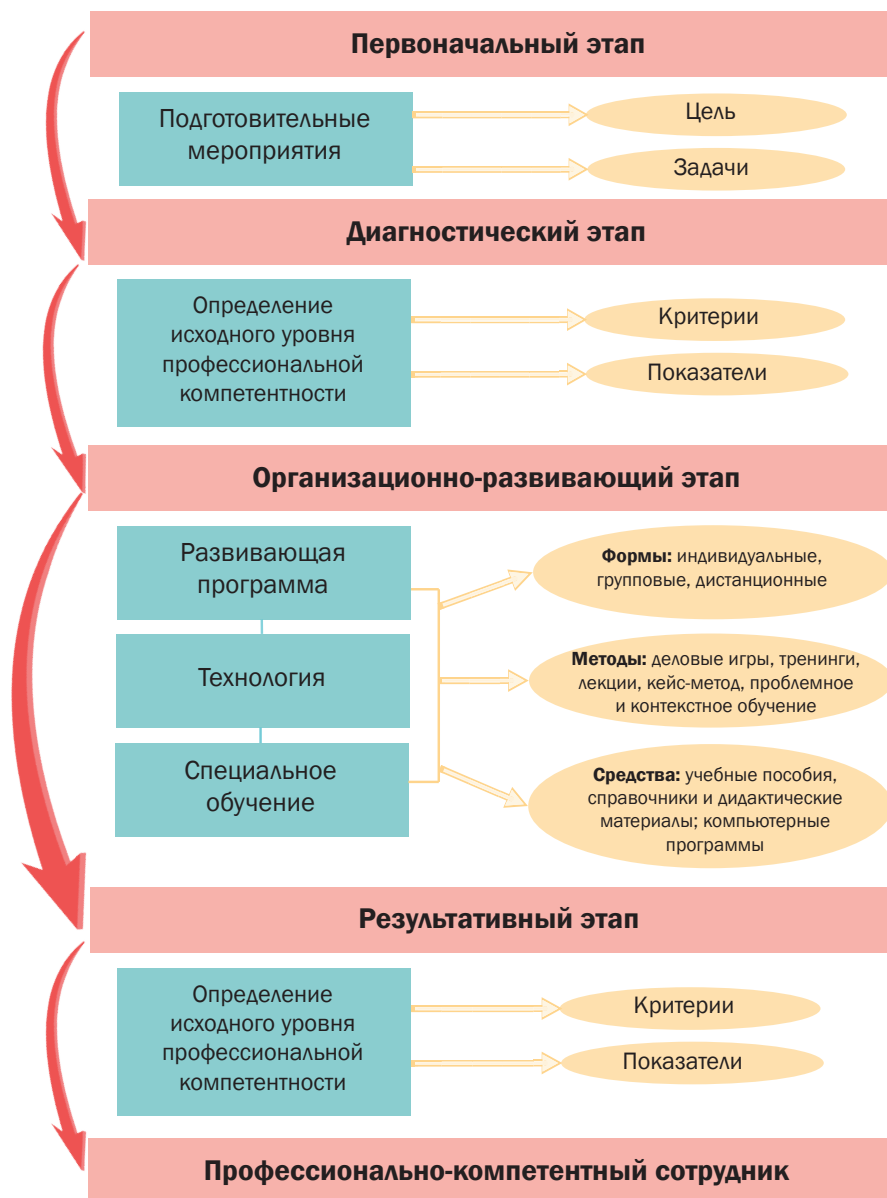 Первоначальный этап
Подготовительные
мероприятия
Цель
Задачи
Диагностический этап
Определение
исходного уровня
профессиональной
компетентности
Критерии
Показатели
Организационно-развивающий этап
Развивающая
программа
Технология
Специальное
обучение
Формы: индивидуальные,
групповые, дистанционные
Методы: деловые игры, тренинги,
лекции, кейс-метод, проблемное
и контекстное обучение
Средства: учебные пособия,
справочники и дидактические
материалы; компьютерные
программы
Результативный этап
Определение
исходного уровня
профессиональной
компетентности
Критерии
Показатели
Профессионально-компетентный сотрудник